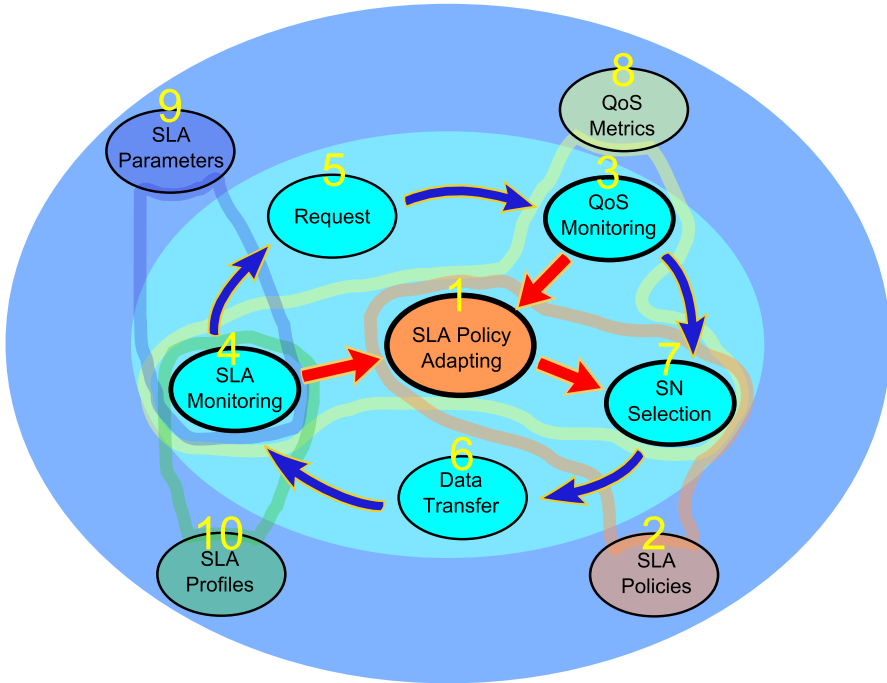 8
QoS
Metrics
9
SLA
Parameters
5
Request
3
QoS
Monitoring
1
SLA Policy
Adapting
4
SLA
Monitoring
7
SN
Selection
6
Data
Transfer
10
SLA
Profiles
2
SLA
Policies